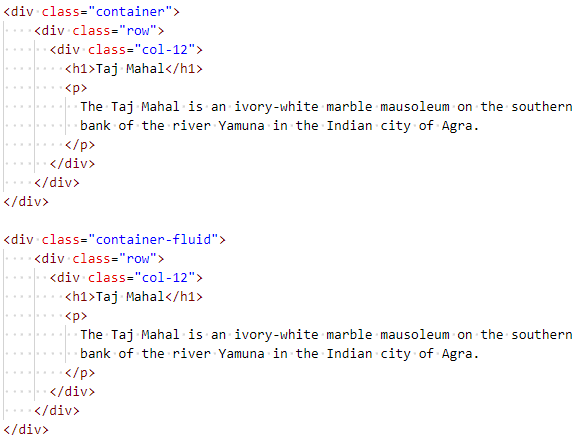 <div class="container">
    <div class="row">
      <div class="col-12">
        <h1>Taj Mahal</h1>
        <p>
          The Taj Mahal is an ivory-white marble mausoleum on the southern
          bank of the river Yamuna in the Indian city of Agra.
        </p>
      </div>
    </div>
</div>

<div class="container-fluid">
    <div class="row">
      <div class="col-12">
        <h1>Taj Mahal</h1>
        <p>
          The Taj Mahal is an ivory-white marble mausoleum on the southern
          bank of the river Yamuna in the Indian city of Agra.
        </p>
      </div>
    </div>
</div>